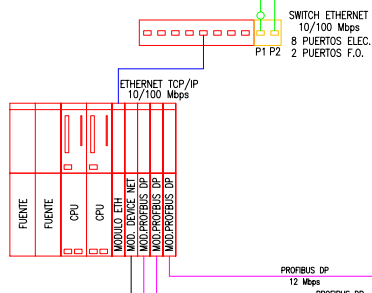 SWITCH ETHERNET
10/100 Mbps
8 PUERTOS ELEC.
2 PUERTOS F.O.
P1 P2
ETHERNET TCP/IP
10/100 Mbps
FUENTE
FUENTE
CPU
CPU
MODULO ETH
MOD. DEVICE NET
MOD.PROFIBUS DP
MOD.PROFIBUS DP
MOD.PROFIBUS DP
PROFIBUS DP
12 Mbps
PROFIBUS DP